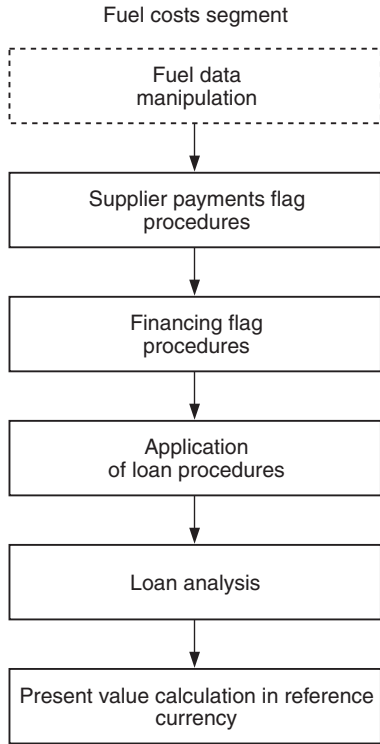 Fuel costs segment
Fuel data
manipulation
Supplier payments flag
procedures
Financing flag
procedures
Application
of loan procedures
Loan analysis
Present value calculation in reference
currency